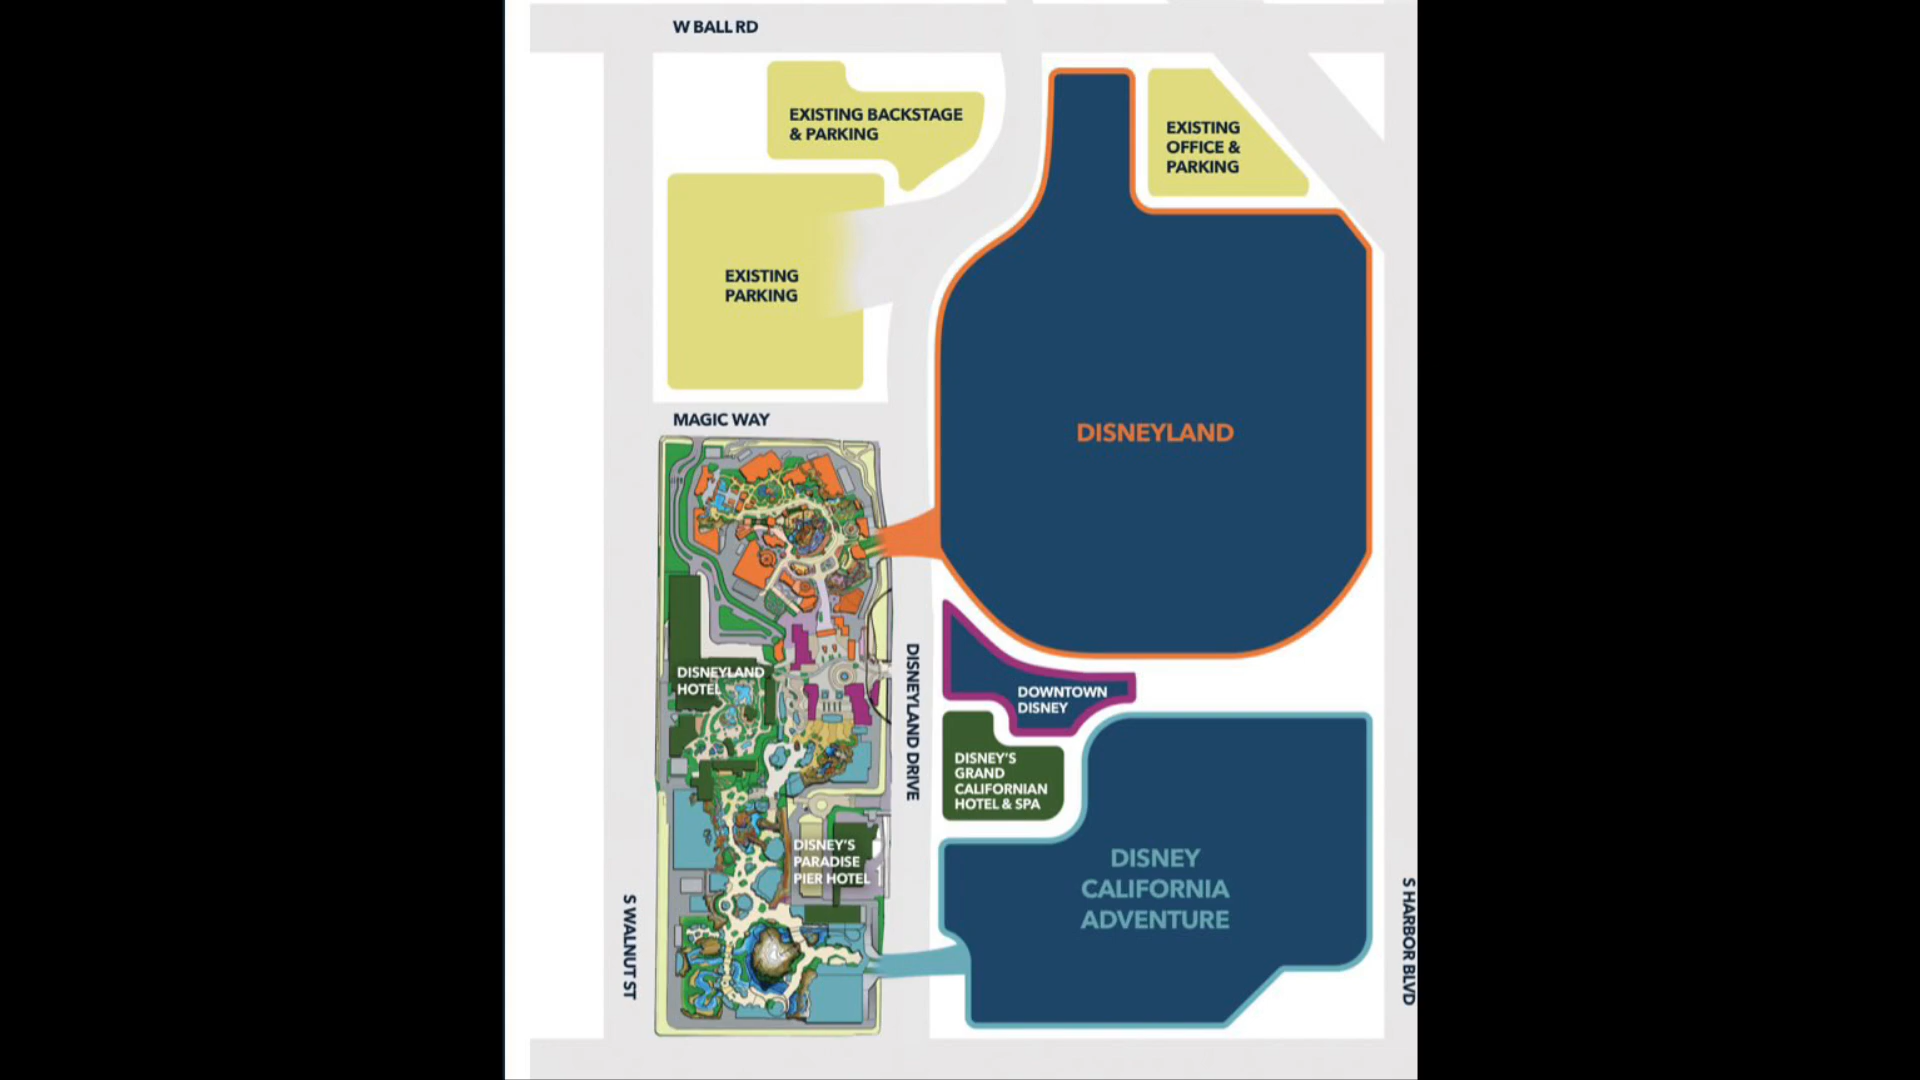 W BALL RD
EXISTING BACKSTAGE
& PARKING
EXISTING
OFFICE &
PARKING
EXISTING
PARKING
MAGIC WAY
DISNEYLAND
DISNEYLAND
HOTEL
DISNEYLAND DRIVE
DOWNTOWN
DISNEY
DISNEY'S
GRAND
CALIFORNIAN
HOTEL & SPA
DISNEY'S
PARADISE
PIER HOTEL
DISNEY
CALIFORNIA
ADVENTURE
S WALNUT ST
S HARBOR BLVD